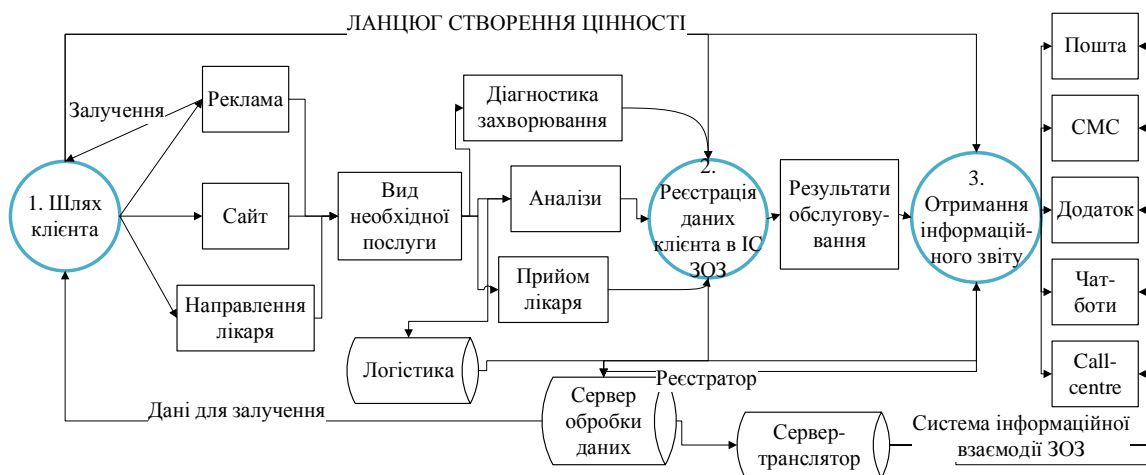 ЛАНЦЮГ СТВОРЕННЯ ЦІННОСТІ
Залучення
1. Шлях
клієнта
Реклама
Сайт
Направлення
лікаря
Вид
необхідної
послуги
Діагностика
захворювання
Аналізи
Прийом
лікаря
Логістика
2.
Реєстрація
даних
клієнта в ІС
ЗОЗ
Результати
обслугову-
вання
3.
Отримання
інформацій-
ного звіту
Пошта
СМС
Додаток
Чат-
боти
Call-
centre
Реєстратор
Дані для залучення
Сервер
обробки
даних
Сервер-
транслятор
Система інформаційної
взаємодії ЗОЗ